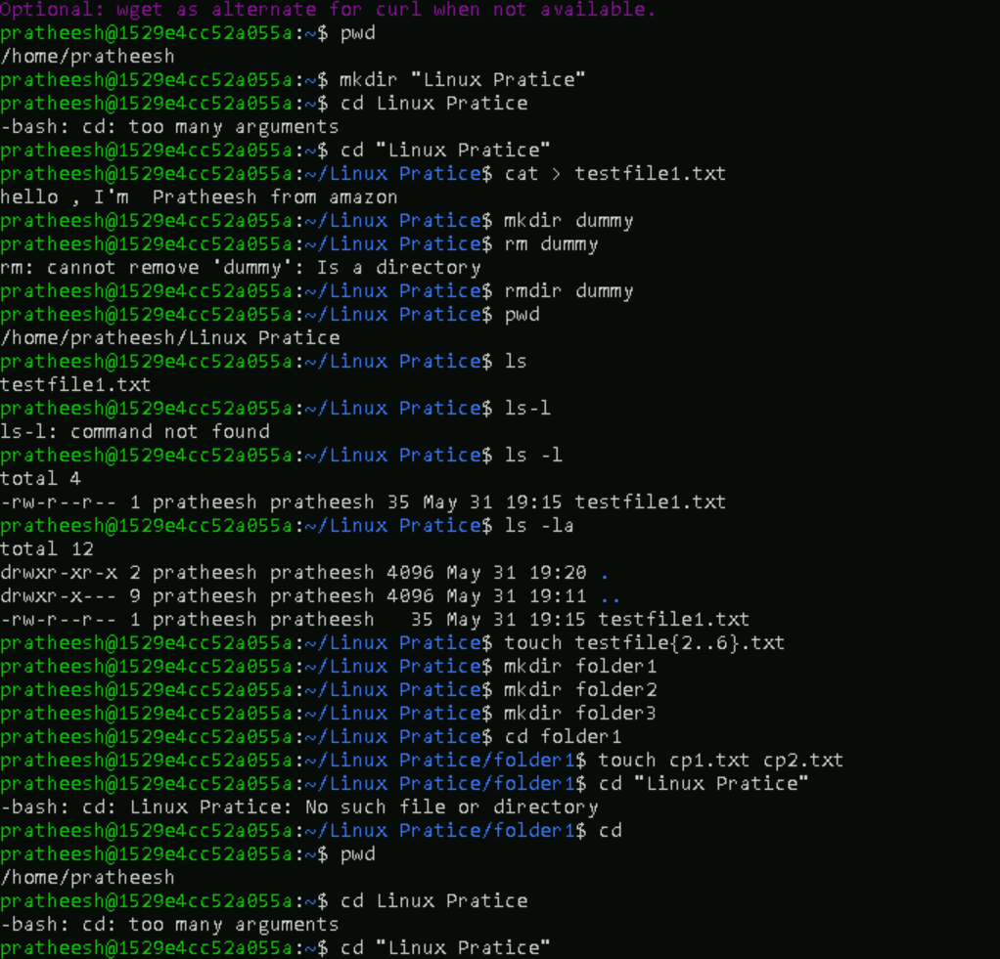 Optional: wget as alternate for curl when not available.
pratheesh@1529e4cc52a055a:~$ pwd
/home/pratheesh
pratheesh@1529e4cc52a055a:~$ mkdir "Linux Pratice"
pratheesh@1529e4cc52a055a:~$ cd Linux Pratice
-bash: cd: too many arguments
pratheesh@1529e4cc52a055a:~$ cd "Linux Pratice"
pratheesh@1529e4cc52a055a:~/Linux Pratice$ cat > testfile1.txt
hello , I'm  Pratheesh from amazon
pratheesh@1529e4cc52a055a:~/Linux Pratice$ mkdir dummy
pratheesh@1529e4cc52a055a:~/Linux Pratice$ rm dummy
rm: cannot remove 'dummy': Is a directory
pratheesh@1529e4cc52a055a:~/Linux Pratice$ rmdir dummy
pratheesh@1529e4cc52a055a:~/Linux Pratice$ pwd
/home/pratheesh/Linux Pratice
pratheesh@1529e4cc52a055a:~/Linux Pratice$ ls
testfile1.txt
pratheesh@1529e4cc52a055a:~/Linux Pratice$ ls-l
ls-l: command not found
pratheesh@1529e4cc52a055a:~/Linux Pratice$ ls -l
total 4
-rw-r--r-- 1 pratheesh pratheesh 35 May 31 19:15 testfile1.txt
pratheesh@1529e4cc52a055a:~/Linux Pratice$ ls -la
total 12
drwxr-xr-x 2 pratheesh pratheesh 4096 May 31 19:20 .
drwxr-x--- 9 pratheesh pratheesh 4096 May 31 19:11 ..
-rw-r--r-- 1 pratheesh pratheesh   35 May 31 19:15 testfile1.txt
pratheesh@1529e4cc52a055a:~/Linux Pratice$ touch testfile{2..6}.txt
pratheesh@1529e4cc52a055a:~/Linux Pratice$ mkdir folder1
pratheesh@1529e4cc52a055a:~/Linux Pratice$ mkdir folder2
pratheesh@1529e4cc52a055a:~/Linux Pratice$ mkdir folder3
pratheesh@1529e4cc52a055a:~/Linux Pratice$ cd folder1
pratheesh@1529e4cc52a055a:~/Linux Pratice/folder1$ touch cp1.txt cp2.txt
pratheesh@1529e4cc52a055a:~/Linux Pratice/folder1$ cd "Linux Pratice"
-bash: cd: Linux Pratice: No such file or directory
pratheesh@1529e4cc52a055a:~/Linux Pratice/folder1$ cd
pratheesh@1529e4cc52a055a:~$ pwd
/home/pratheesh
pratheesh@1529e4cc52a055a:~$ cd Linux Pratice
-bash: cd: too many arguments
pratheesh@1529e4cc52a055a:~$ cd "Linux Pratice"